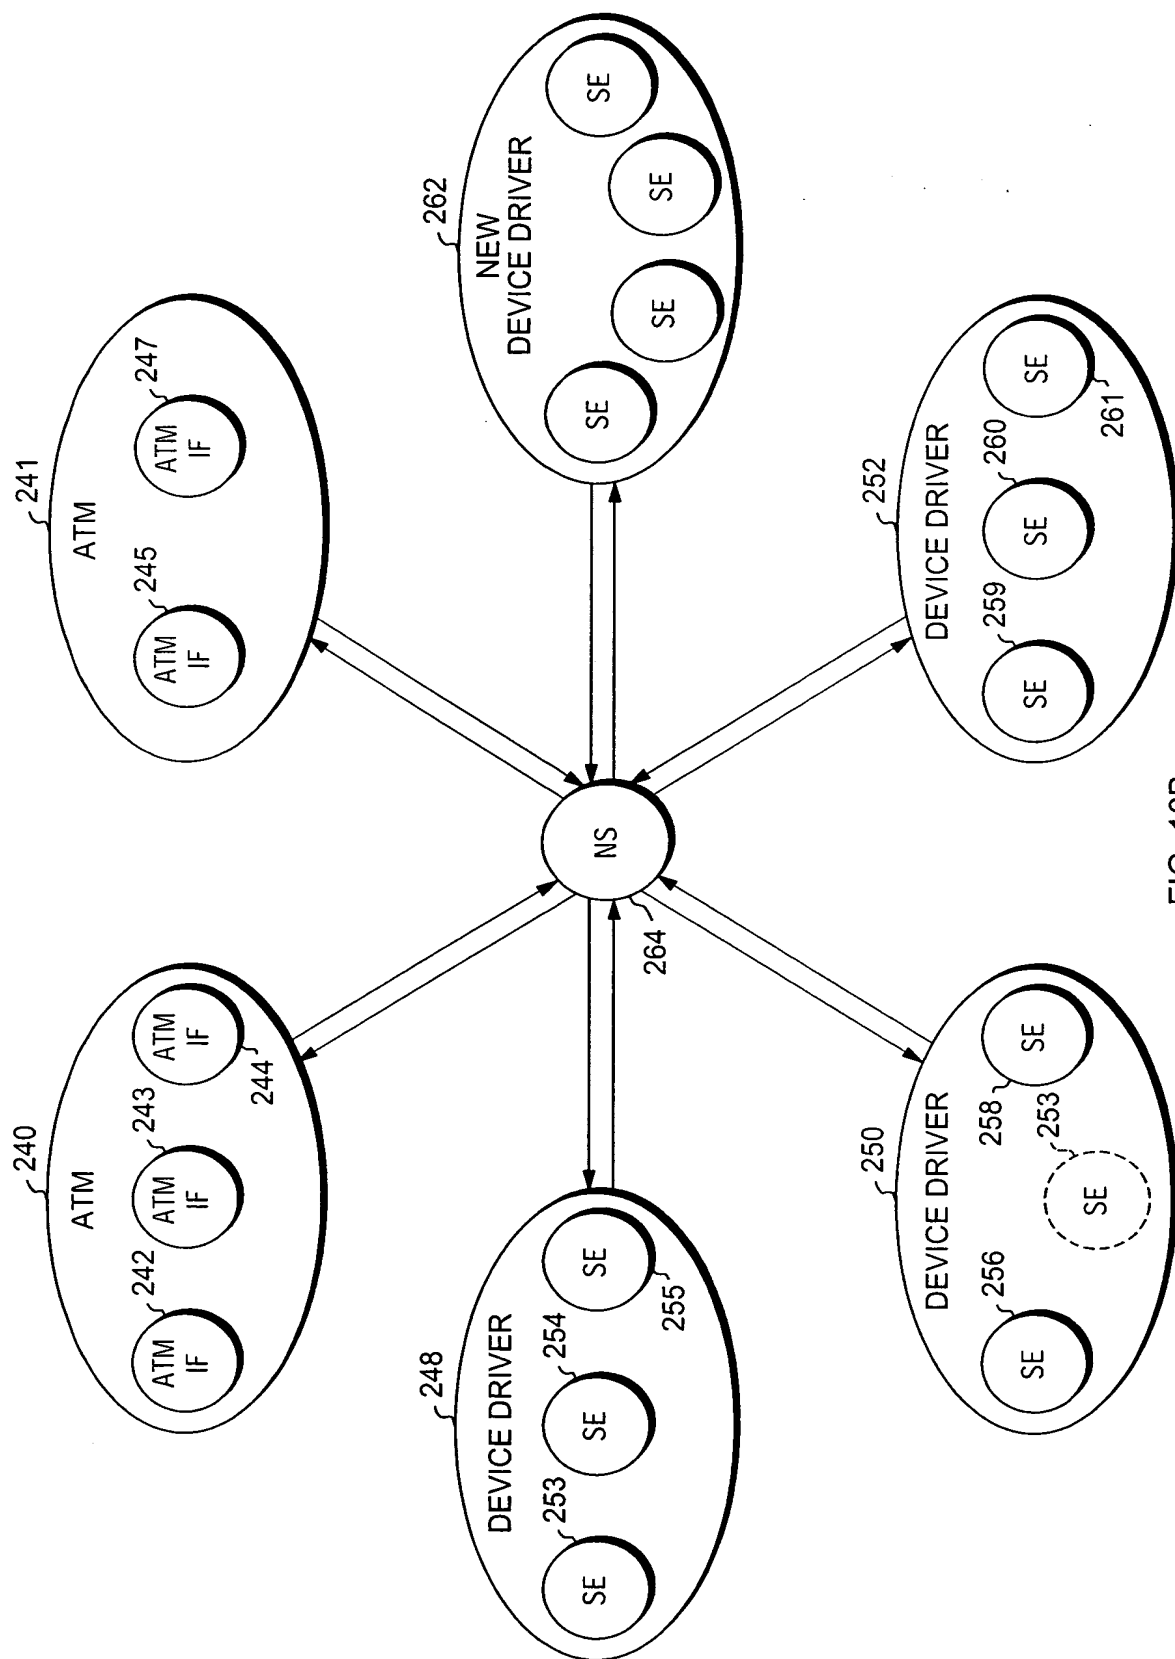 240
ATM
242
243
ATM
IF
ATM
IF
ATM
IF
244
241
ATM
245
247
ATM
IF
ATM
IF
248
DEVICE DRIVER
253
254
SE
SE
SE
255
NS
264
262
NEW
DEVICE DRIVER
SE
SE
SE
SE
250
DEVICE DRIVER
256
258
SE
SE
253
SE
252
DEVICE DRIVER
259
260
SE
SE
SE
261
FIG.